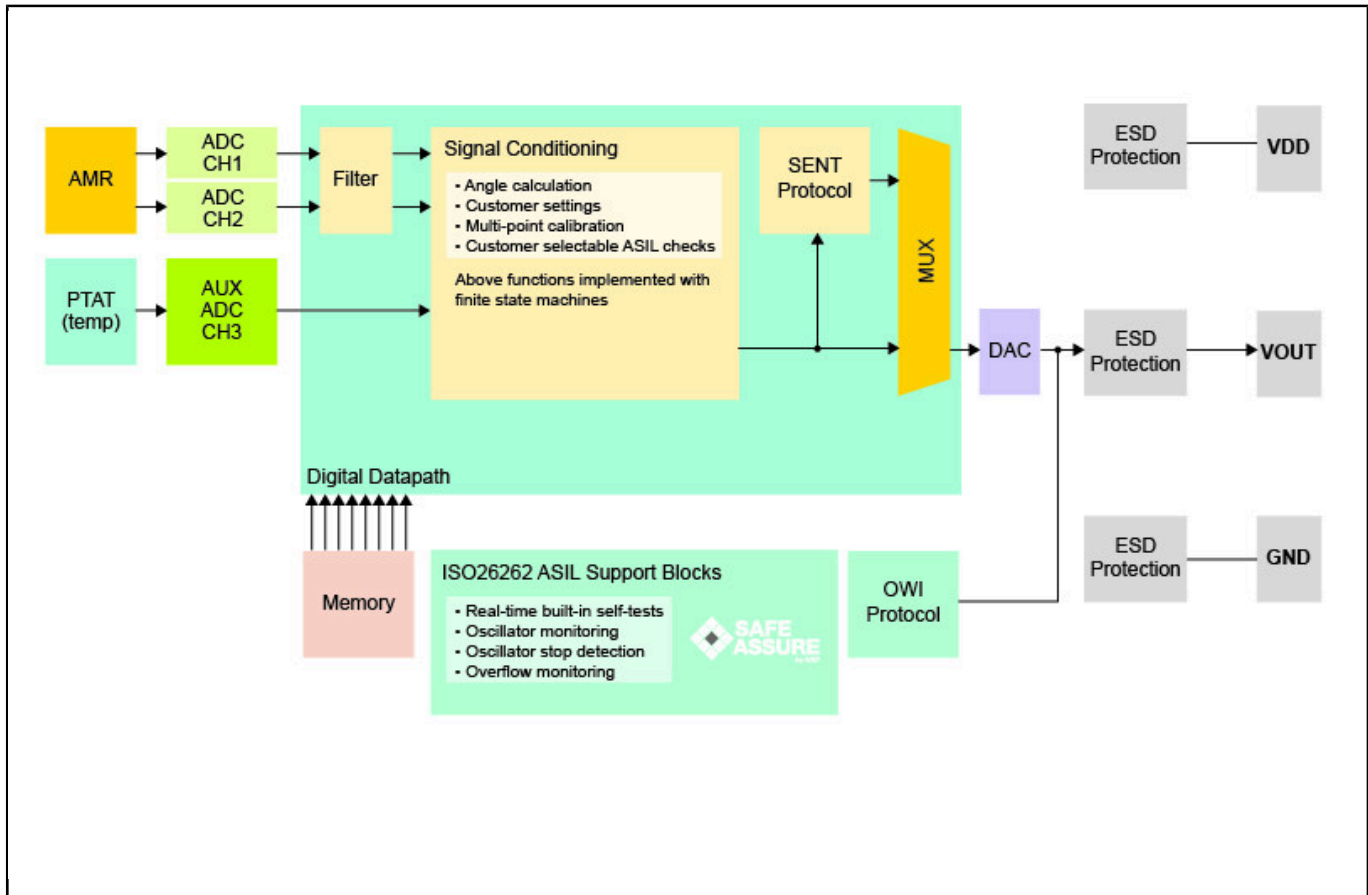 AMR
ADC
CH1
ADC
CH2
PTAT
(temp)
AUX
ADC
CH3
Filter
Signal Conditioning
- Angle calculation
- Customer settings
- Multi-point calibration
- Customer selectable ASIL checks
Above functions implemented with
finite state machines
SENT
Protocol
MUX
Digital Datapath
DAC
ESD
Protection
VDD
ESD
Protection
VOUT
ESD
Protection
GND
Memory
ISO26262 ASIL Support Blocks
- Real-time built-in self-tests
- Oscillator monitoring
- Oscillator stop detection
- Overflow monitoring
SAFE
ASSURE
OWI
Protocol